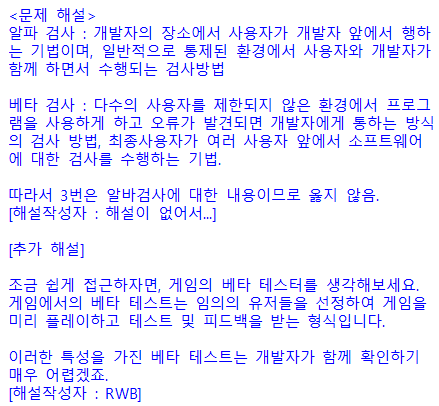 <문제 해설>
알파 검사 : 개발자의 장소에서 사용자가 개발자 앞에서 행하
는 기법이며, 일반적으로 통제된 환경에서 사용자와 개발자가
함께 하면서 수행되는 검사방법
베타 검사 : 다수의 사용자를 제한되지 않은 환경에서 프로그
램을 사용하게 하고 오류가 발견되면 개발자에게 통하는 방식
의 검사 방법, 최종사용자가 여러 사용자 앞에서 소프트웨어
에 대한 검사를 수행하는 기법.
따라서 3번은 알바검사에 대한 내용이므로 옳지 않음.
[해설작성자 : 해설이 없어서...]
[추가 해설]
조금 쉽게 접근하자면, 게임의 베타 테스터를 생각해보세요.
게임에서의 베타 테스트는 임의의 유저들을 선정하여 게임을
미리 플레이하고 테스트 및 피드백을 받는 형식입니다.
이러한 특성을 가진 베타 테스트는 개발자가 함께 확인하기
매우 어렵겠죠.
[해설작성자 : RWB]